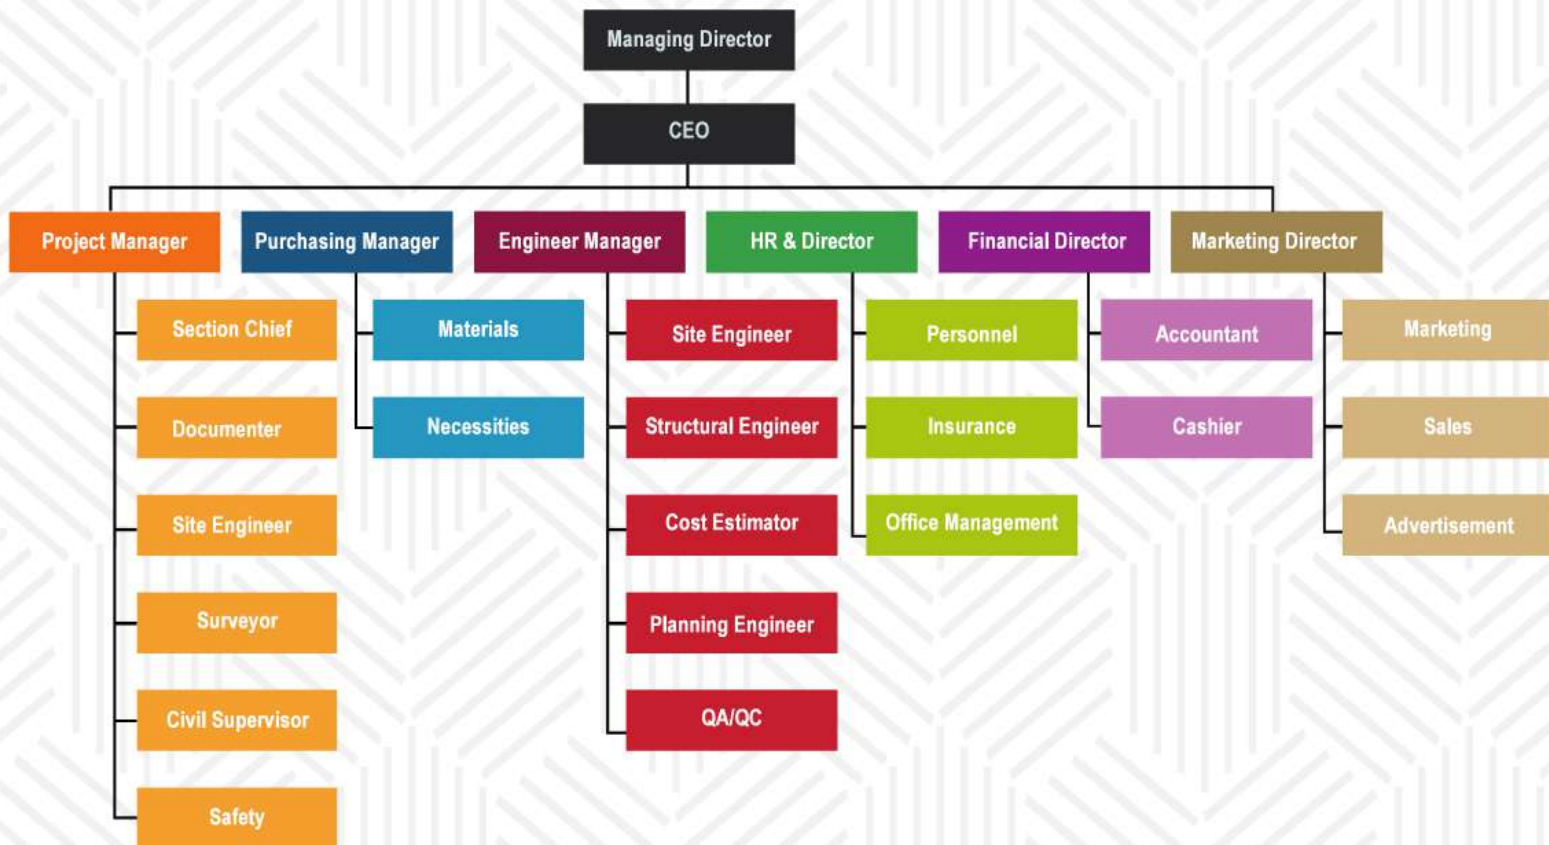 Managing Director
CEO
Project Manager
Purchasing Manager
Engineer Manager
HR & Director
Financial Director
Marketing Director
Section Chief
Documenter
Site Engineer
Surveyor
Civil Supervisor
Safety
Materials
Necessities
Site Engineer
Structural Engineer
Cost Estimator
Planning Engineer
QA/QC
Personnel
Insurance
Office Management
Accountant
Cashier
Marketing
Sales
Advertisement